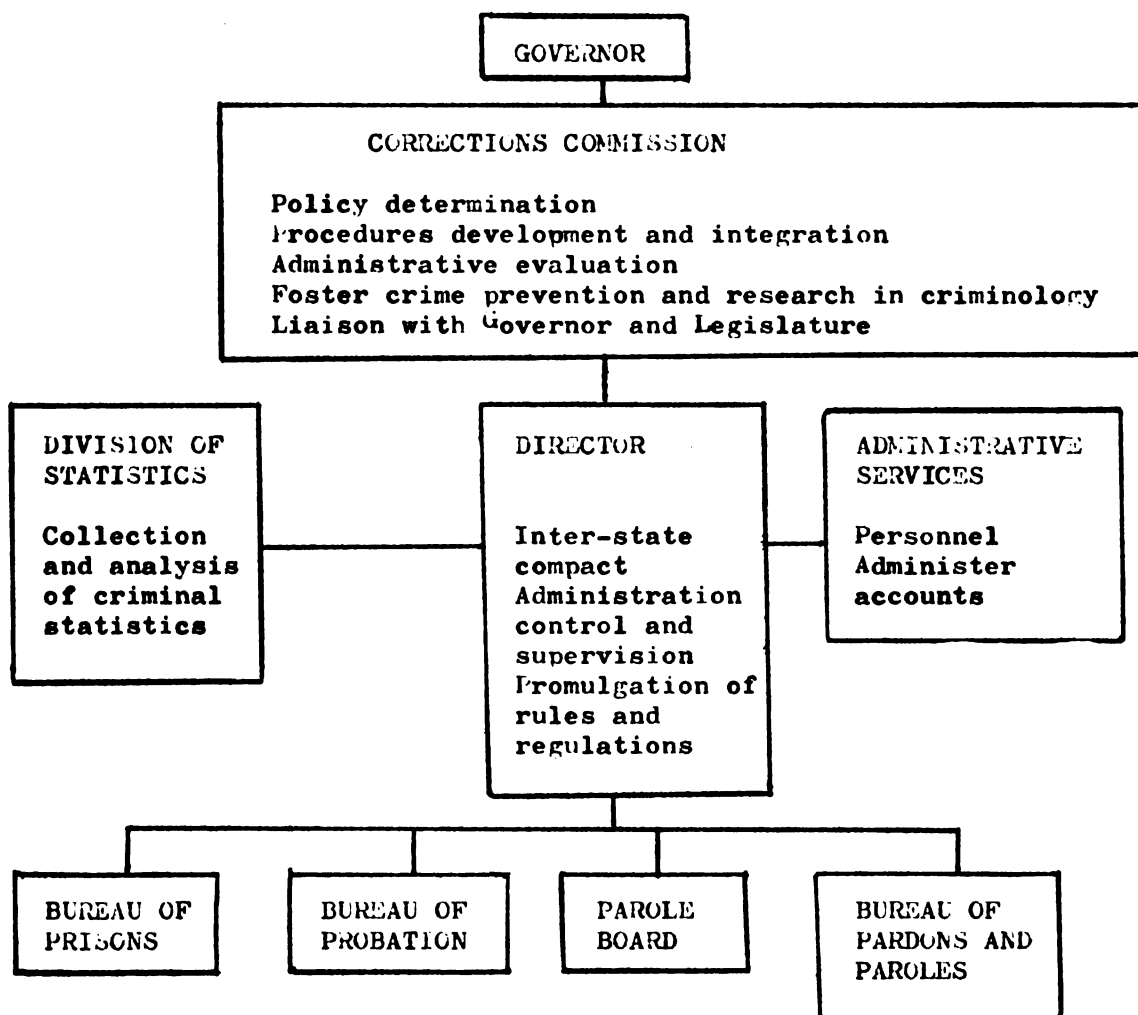 GOVERNOR
CORRECTIONS COMMISSION
Policy determination
Procedures development and integration
Administrative evaluation
Foster crime prevention and research in criminology
Liaison with Governor and Legislature
DIVISION OF
STATISTICS
Collection
and analysis
of criminal
statistics
DIRECTOR
Inter-state
compact
Administration
control and
supervision
Promulgation of
rules and
regulations
ADMINISTRATIVE
SERVICES
Personnel
Administer
accounts
BUREAU OF
PRISONS
BUREAU OF
PROBATION
PAROLE
BOARD
BUREAU OF
PARDONS AND
PAROLES